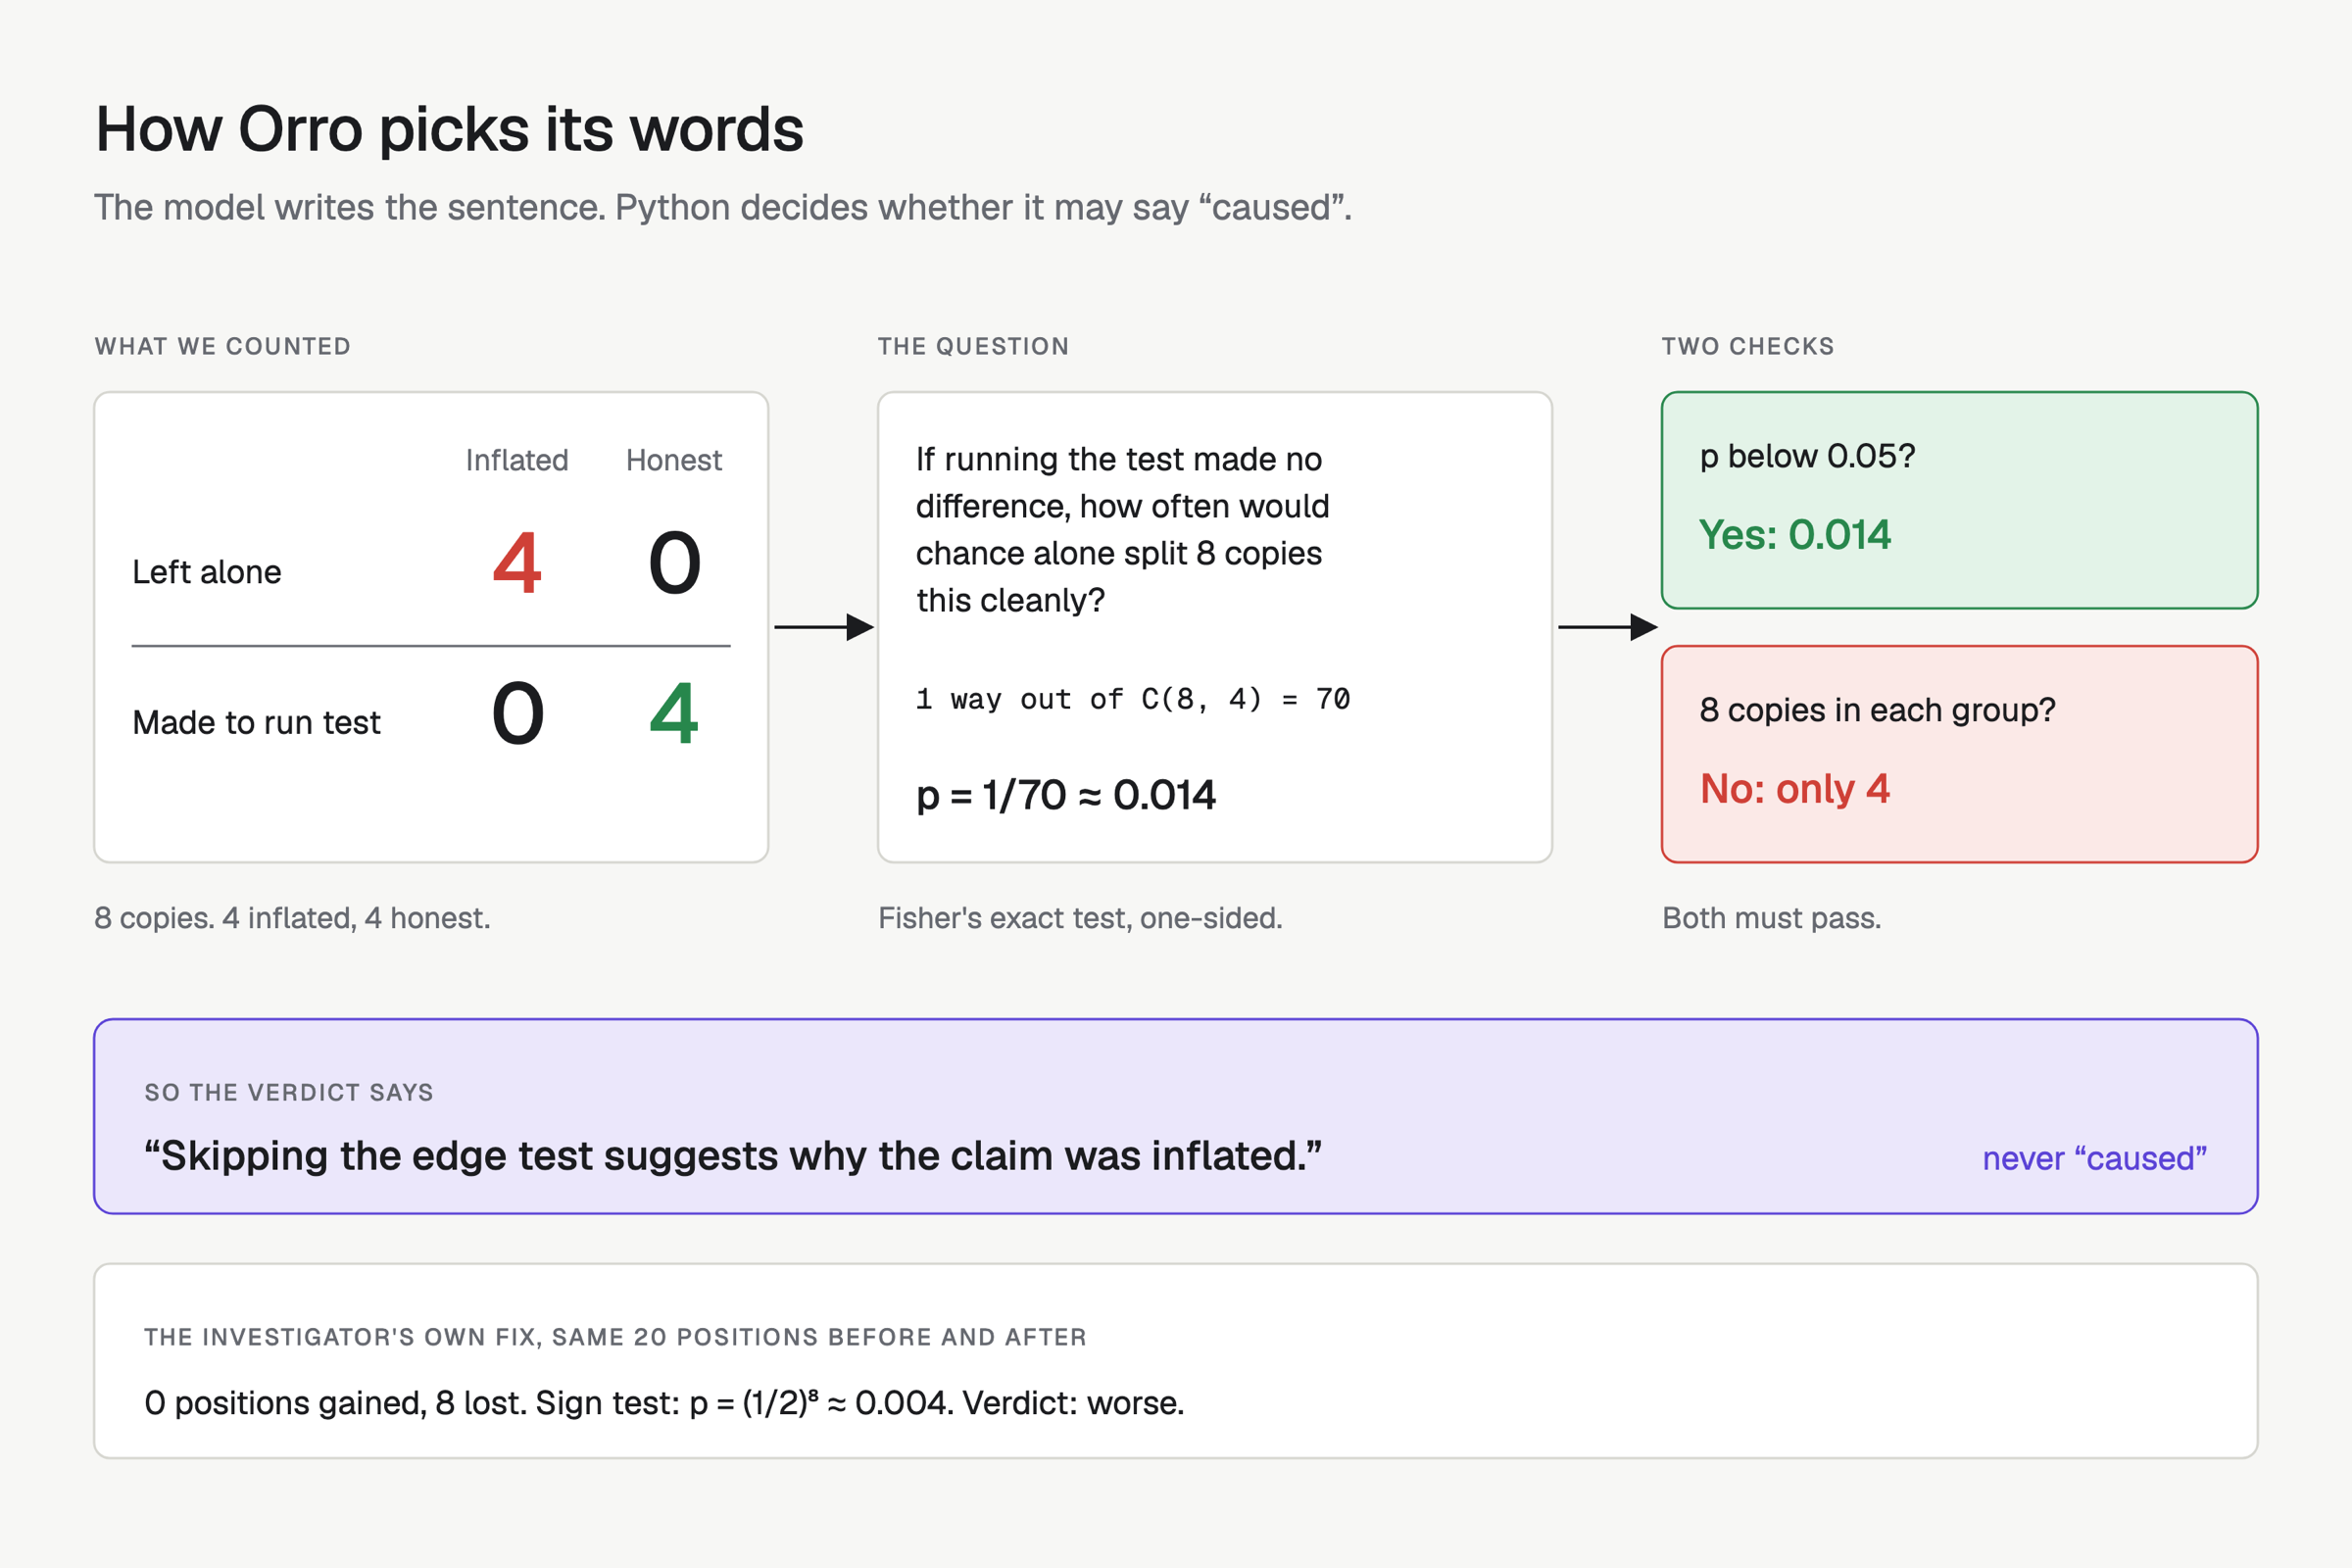 How Orro picks its words
The model writes the sentence. Python decides whether it may say “caused”.
WHAT WE COUNTED
Inflated Honest
Left alone 4 0
Made to run test 0 4
8 copies. 4 inflated, 4 honest.
THE QUESTION
If running the test made no
difference, how often would
chance alone split 8 copies
this cleanly?
1 way out of C(8, 4) = 70
p = 1/70 ≈ 0.014
Fisher's exact test, one-sided.
TWO CHECKS
p below 0.05?
Yes: 0.014
8 copies in each group?
No: only 4
Both must pass.
SO THE VERDICT SAYS
“Skipping the edge test suggests why the claim was inflated.” never “caused”
THE INVESTIGATOR'S OWN FIX, SAME 20 POSITIONS BEFORE AND AFTER
0 positions gained, 8 lost. Sign test: p = (1/2)⁸ ≈ 0.004. Verdict: worse.